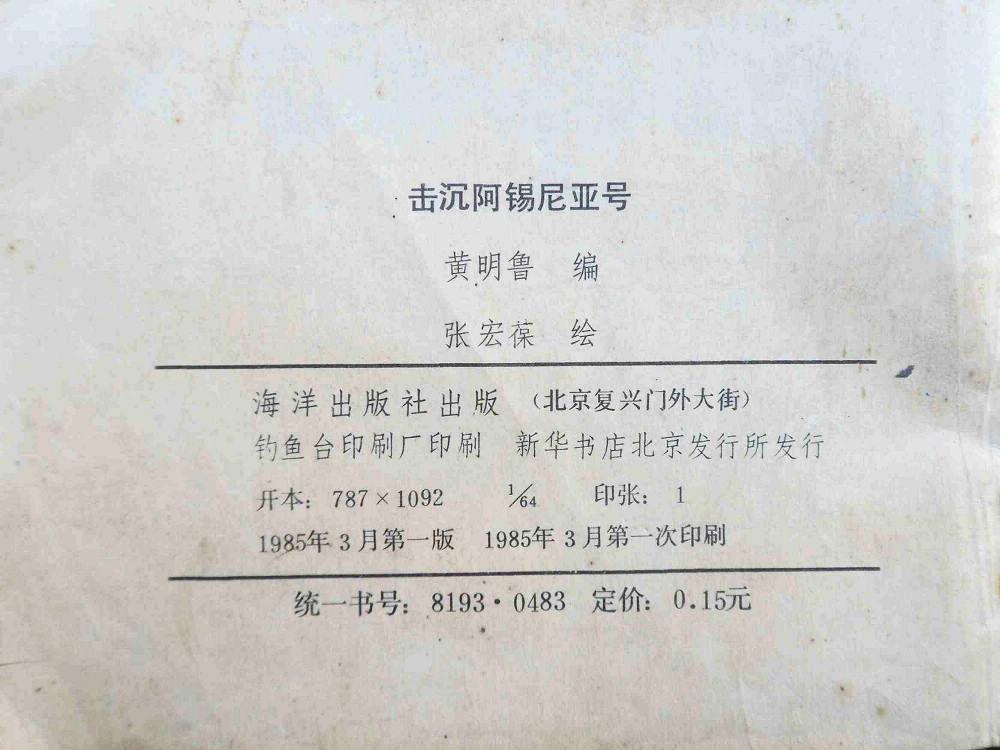 击沉阿锡尼亚号
黄明鲁 编
张宏葆 绘
海洋出版社出版 （北京复兴门外大街）
钓鱼台印刷厂印刷 新华书店北京发行所发行
开本：787×1092 1/64 印张：1
1985年3月第一版 1985年3月第一次印刷
统一书号：8193·0483 定价：0.15元